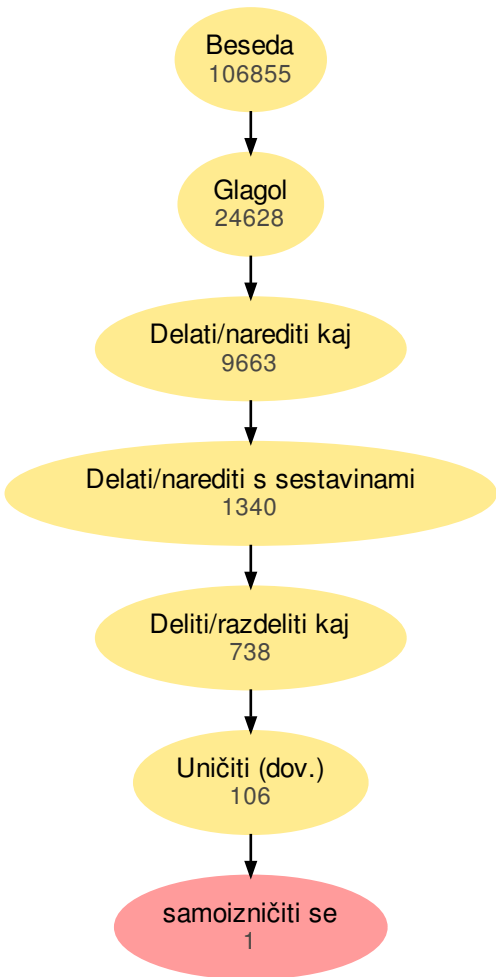 Beseda
106855
Glagol
24628
Delati/narediti kaj
9663
Delati/narediti s sestavinami
1340
Deliti/razdeliti kaj
738
Uničiti (dov.)
106
samoizničiti se
1